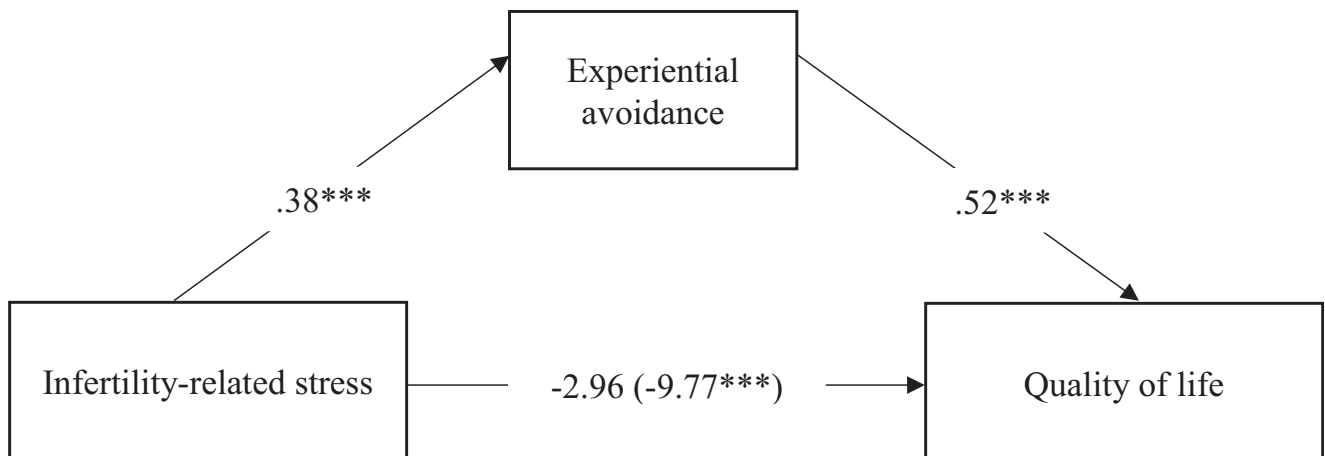 Experiential
avoidance
.38***
.52***
Infertility-related stress
-2.96 (-9.77***)
Quality of life